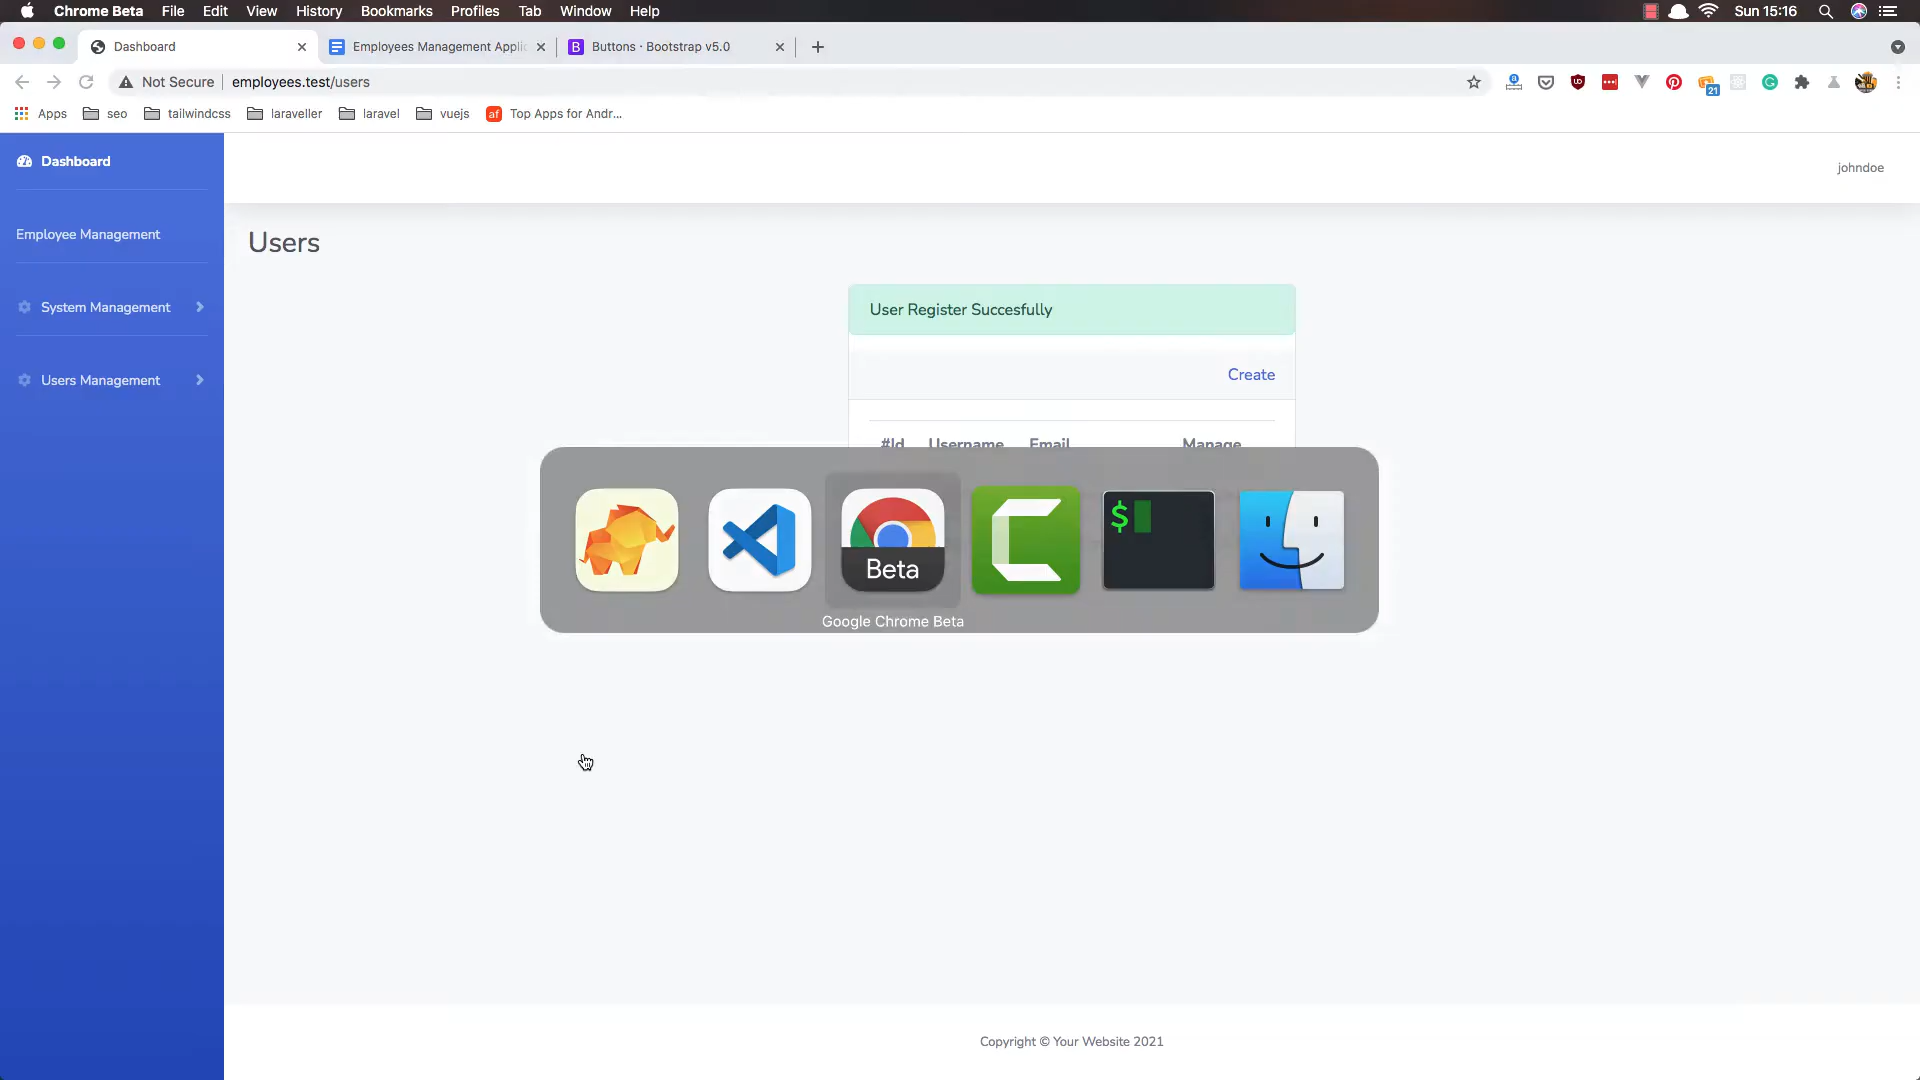 Chrome Beta File Edit View History Bookmarks Profiles Tab Window Help Sun 15:16
Dashboard
Employees Management Applic
B Buttons · Bootstrap v5.0
Not Secure employees.test/users
21
Apps seo tailwindcss laraveller laravel vuejs af Top Apps for Andr...
Dashboard
johndoe
Employee Management
Users
System Management
User Register Succesfully
Create
Users Management
#Id Username Email Manage
$
Beta
Google Chrome Beta
Copyright © Your Website 2021